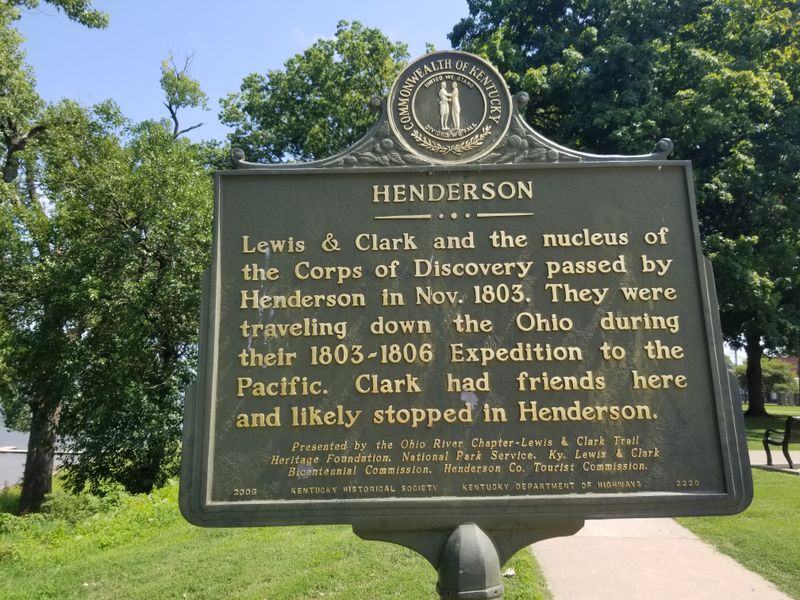 COMMONWEALTH OF KENTUCKY
UNITED WE STAND
DIVIDED WE FALL
HENDERSON
Lewis & Clark and the nucleus of
the Corps of Discovery passed by
Henderson in Nov. 1803. They were
traveling down the Ohio during
their 1803-1806 Expedition to the
Pacific. Clark had friends here
and likely stopped in Henderson.
Presented by the Ohio River Chapter-Lewis & Clark Trail
Heritage Foundation, National Park Service, Ky. Lewis & Clark
Bicentennial Commission, Henderson Co. Tourist Commission.
2006 KENTUCKY HISTORICAL SOCIETY KENTUCKY DEPARTMENT OF HIGHWAYS 2220